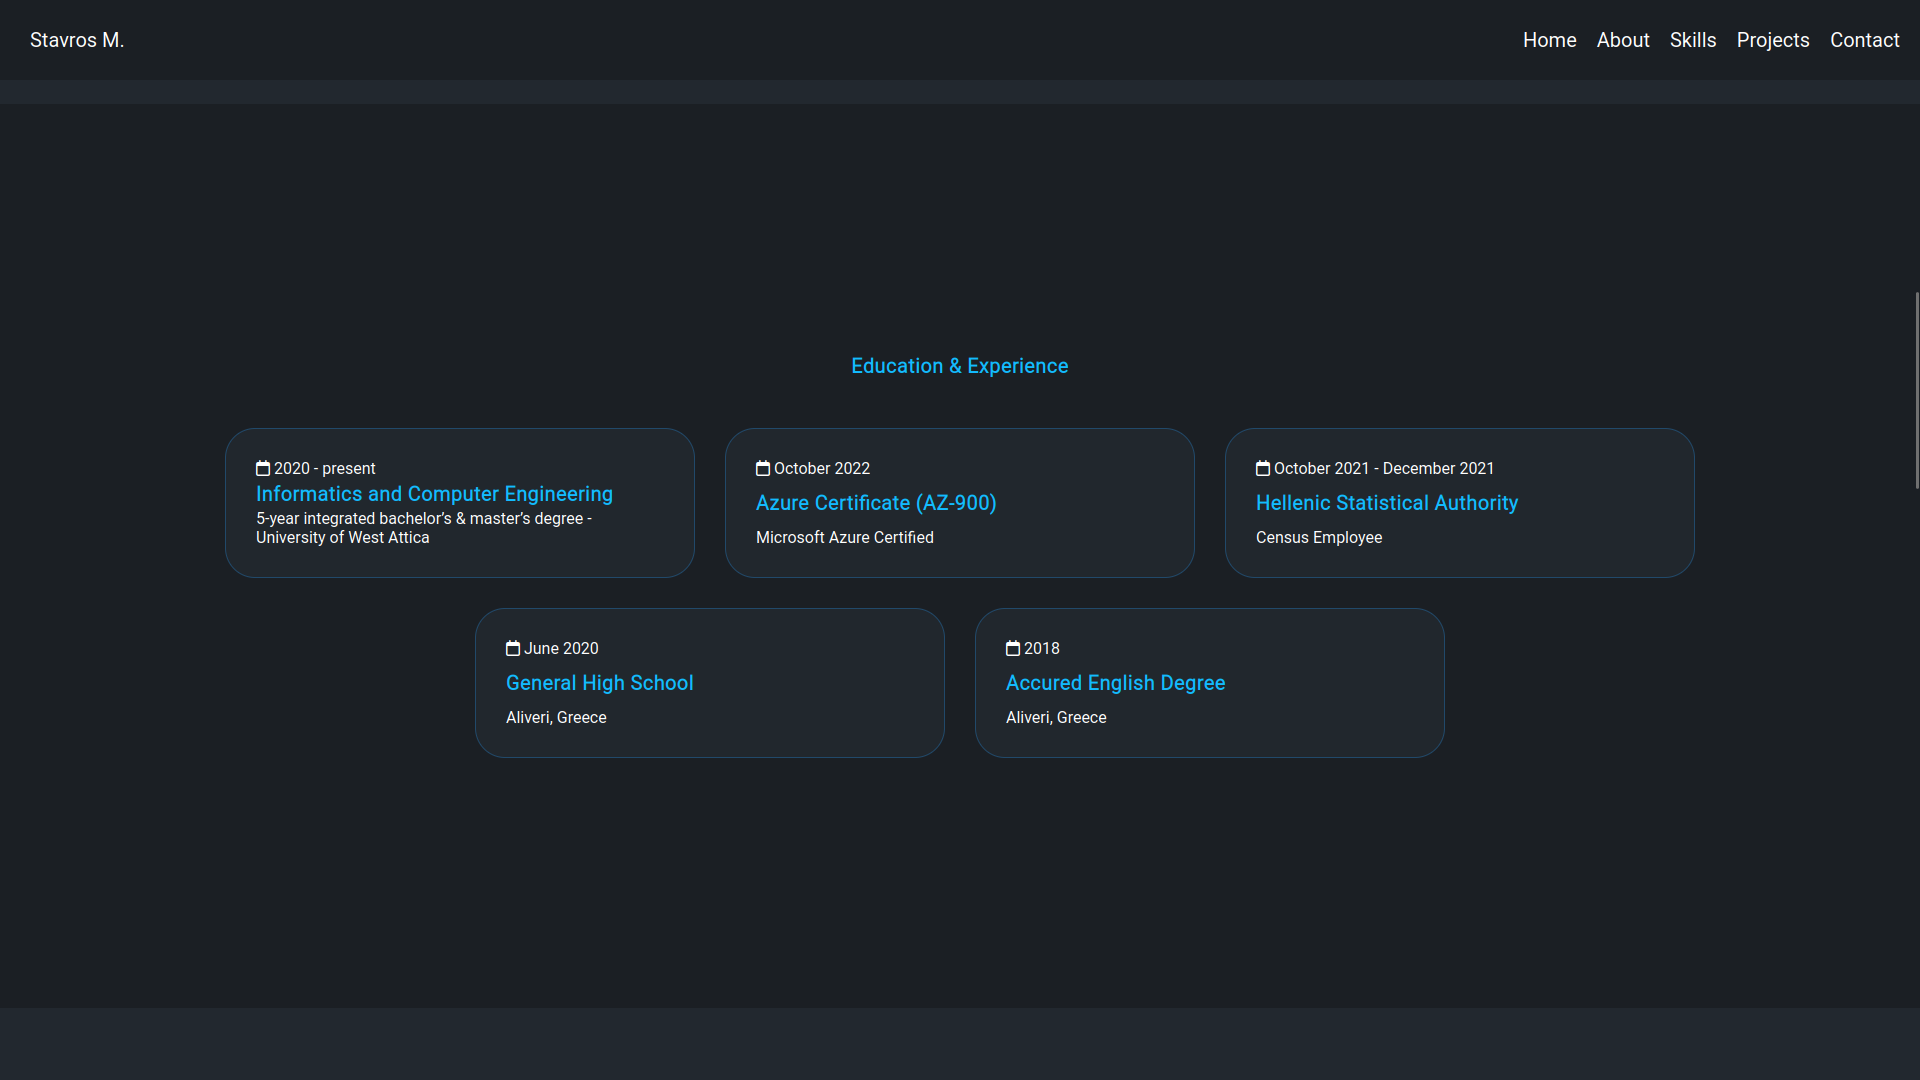 Stavros M.
Home About Skills Projects Contact
Education & Experience
2020 - present
Informatics and Computer Engineering
5-year integrated bachelor’s & master’s degree -
University of West Attica
October 2022
Azure Certificate (AZ-900)
Microsoft Azure Certified
October 2021 - December 2021
Hellenic Statistical Authority
Census Employee
June 2020
General High School
Aliveri, Greece
2018
Accured English Degree
Aliveri, Greece